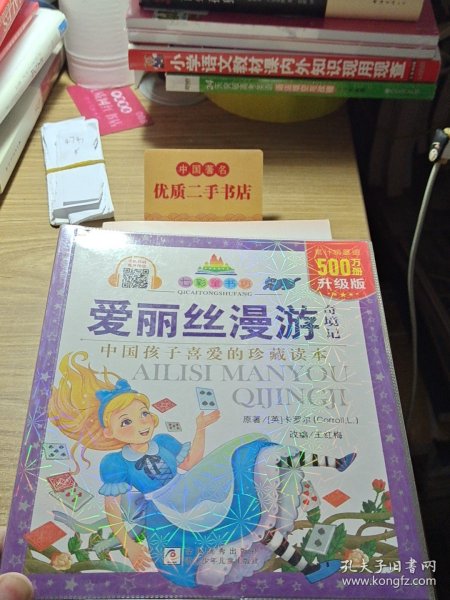 小学语文教材课内外知识现用现查
中国著名
优质二手书店
七彩童书坊
QICAITONGSHUFANG
500万册
升级版
爱丽丝漫游
奇境记
中国孩子喜爱的珍藏读本
AILISI MANYOU
QIJINGJI
原著/[英]卡罗尔(Carroll L.)
改编/王红梅
孔夫子旧书网
www.kongfz.com